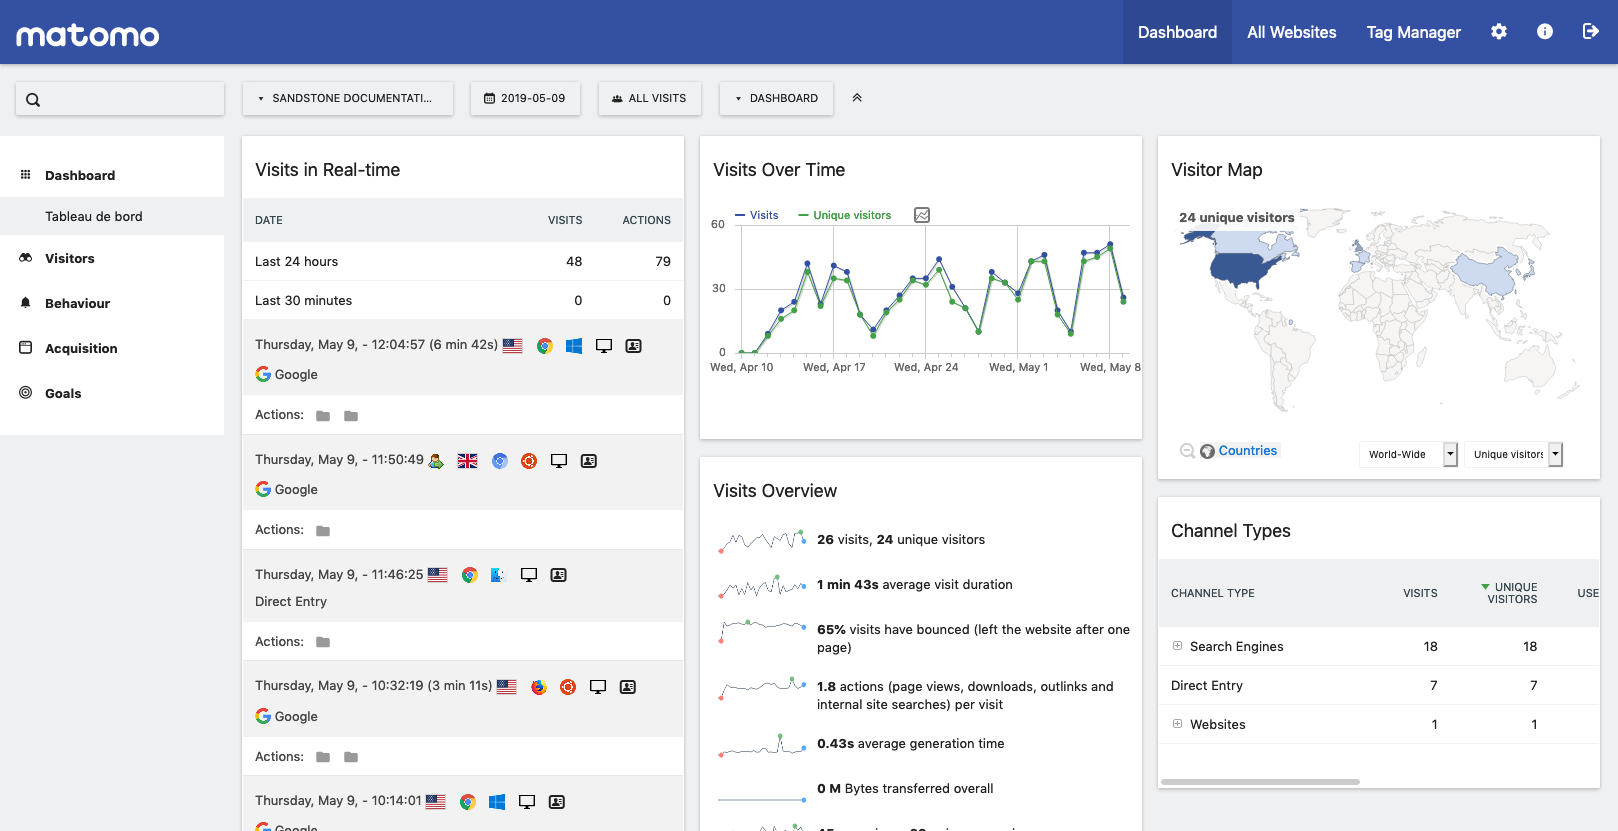 matomo
Dashboard
All Websites
Tag Manager
SANDSTONE DOCUMENTATI...
2019-05-09
ALL VISITS
DASHBOARD
Dashboard
Tableau de bord
Visitors
Behaviour
Acquisition
Goals
Visits in Real-time
DATE VISITS ACTIONS
Last 24 hours 48 79
Last 30 minutes 0 0
Thursday, May 9, - 12:04:57 (6 min 42s)
Google
Actions:
Thursday, May 9, - 11:50:49
Google
Actions:
Thursday, May 9, - 11:46:25
Direct Entry
Actions:
Thursday, May 9, - 10:32:19 (3 min 11s)
Google
Actions:
Thursday, May 9, - 10:14:01
Google
Visits Over Time
Visits Unique visitors
60
30
0
Wed, Apr 10 Wed, Apr 17 Wed, Apr 24 Wed, May 1 Wed, May 8
Visits Overview
26 visits, 24 unique visitors
1 min 43s average visit duration
65% visits have bounced (left the website after one
page)
1.8 actions (page views, downloads, outlinks and
internal site searches) per visit
0.43s average generation time
0 M Bytes transferred overall
Visitor Map
24 unique visitors
Countries
World-Wide
Unique visitors
Channel Types
CHANNEL TYPE VISITS UNIQUE
VISITORS USE
Search Engines 18 18
Direct Entry 7 7
Websites 1 1